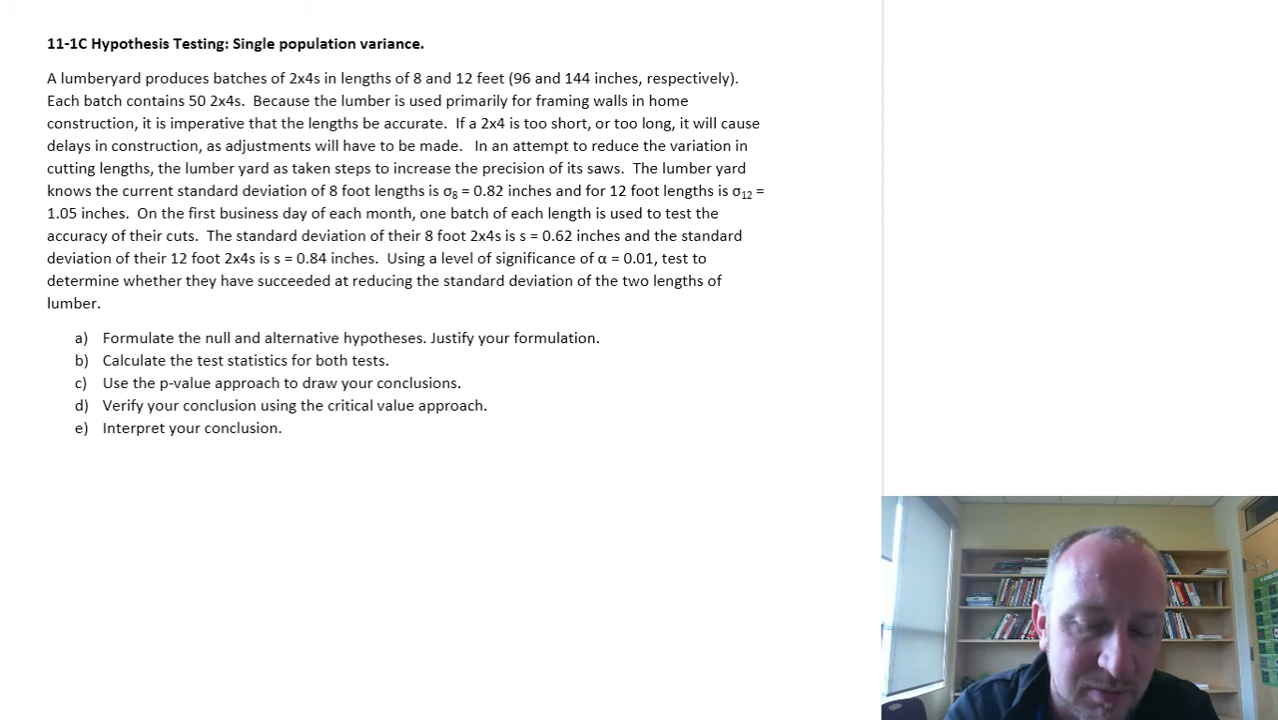 11-1C Hypothesis Testing: Single population variance.
A lumberyard produces batches of 2x4s in lengths of 8 and 12 feet (96 and 144 inches, respectively).
Each batch contains 50 2x4s.  Because the lumber is used primarily for framing walls in home
construction, it is imperative that the lengths be accurate.  If a 2x4 is too short, or too long, it will cause
delays in construction, as adjustments will have to be made.   In an attempt to reduce the variation in
cutting lengths, the lumber yard as taken steps to increase the precision of its saws.  The lumber yard
knows the current standard deviation of 8 foot lengths is σ₈ = 0.82 inches and for 12 foot lengths is σ₁₂ =
1.05 inches.  On the first business day of each month, one batch of each length is used to test the
accuracy of their cuts.  The standard deviation of their 8 foot 2x4s is s = 0.62 inches and the standard
deviation of their 12 foot 2x4s is s = 0.84 inches.  Using a level of significance of α = 0.01, test to
determine whether they have succeeded at reducing the standard deviation of the two lengths of
lumber.
a) Formulate the null and alternative hypotheses. Justify your formulation.
b) Calculate the test statistics for both tests.
c) Use the p-value approach to draw your conclusions.
d) Verify your conclusion using the critical value approach.
e) Interpret your conclusion.